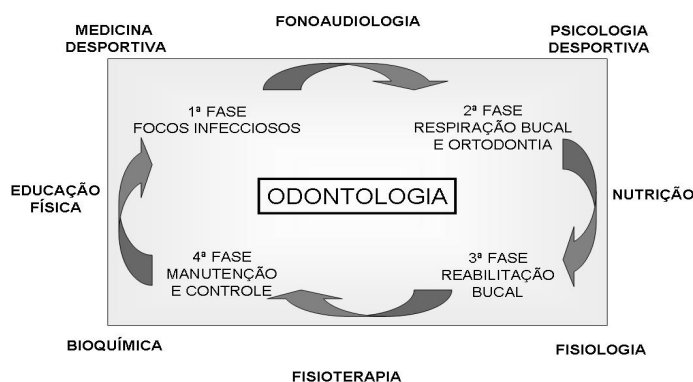 FONOAUDIOLOGIA
MEDICINA
DESPORTIVA
PSICOLOGIA
DESPORTIVA
1ª FASE
FOCOS INFECCIOSOS
2ª FASE
RESPIRAÇÃO BUCAL
E ORTODONTIA
EDUCAÇÃO
FÍSICA
ODONTOLOGIA
NUTRIÇÃO
4ª FASE
MANUTENÇÃO
E CONTROLE
3ª FASE
REABILITAÇÃO
BUCAL
BIOQUÍMICA
FISIOLOGIA
FISIOTERAPIA